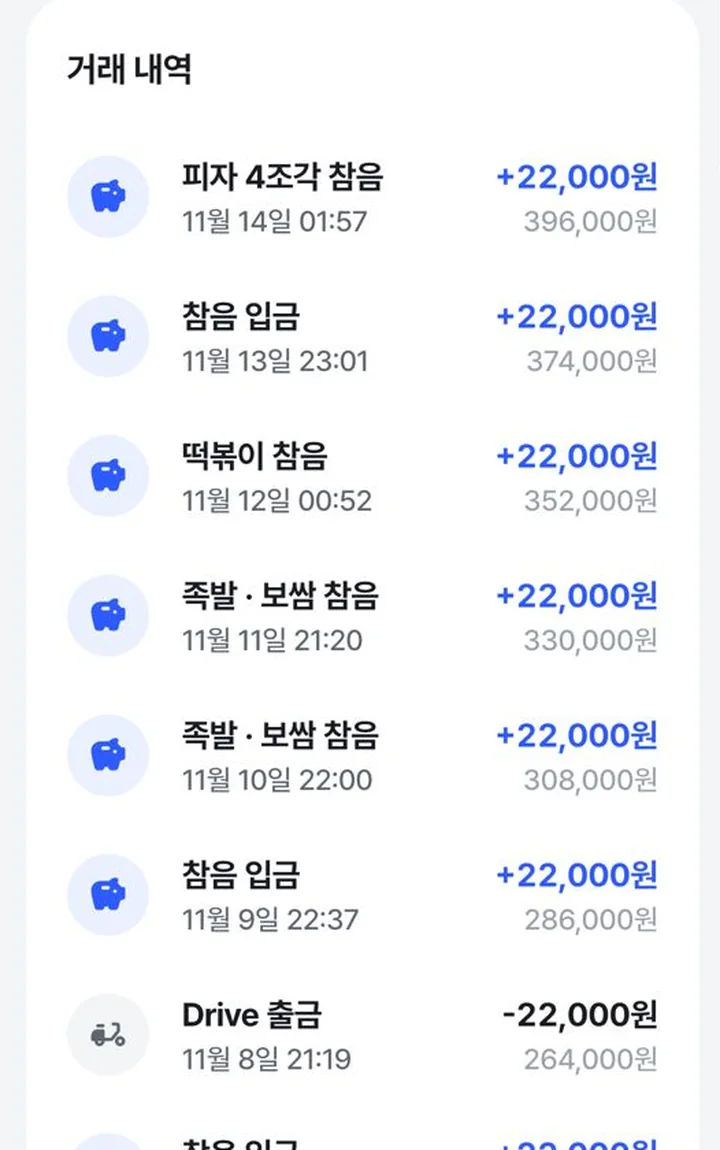 거래 내역
피자 4조각 참음 +22,000원
11월 14일 01:57 396,000원
참음 입금 +22,000원
11월 13일 23:01 374,000원
떡볶이 참음 +22,000원
11월 12일 00:52 352,000원
족발 · 보쌈 참음 +22,000원
11월 11일 21:20 330,000원
족발 · 보쌈 참음 +22,000원
11월 10일 22:00 308,000원
참음 입금 +22,000원
11월 9일 22:37 286,000원
Drive 출금 -22,000원
11월 8일 21:19 264,000원